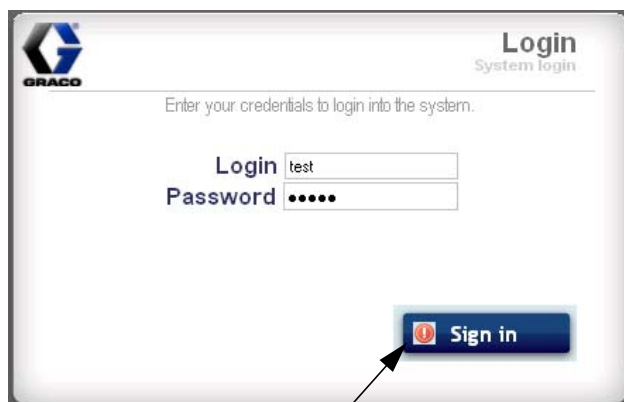 GRACO
Login
System login
Enter your credentials to login into the system.
Login test
Password •••••
Sign in